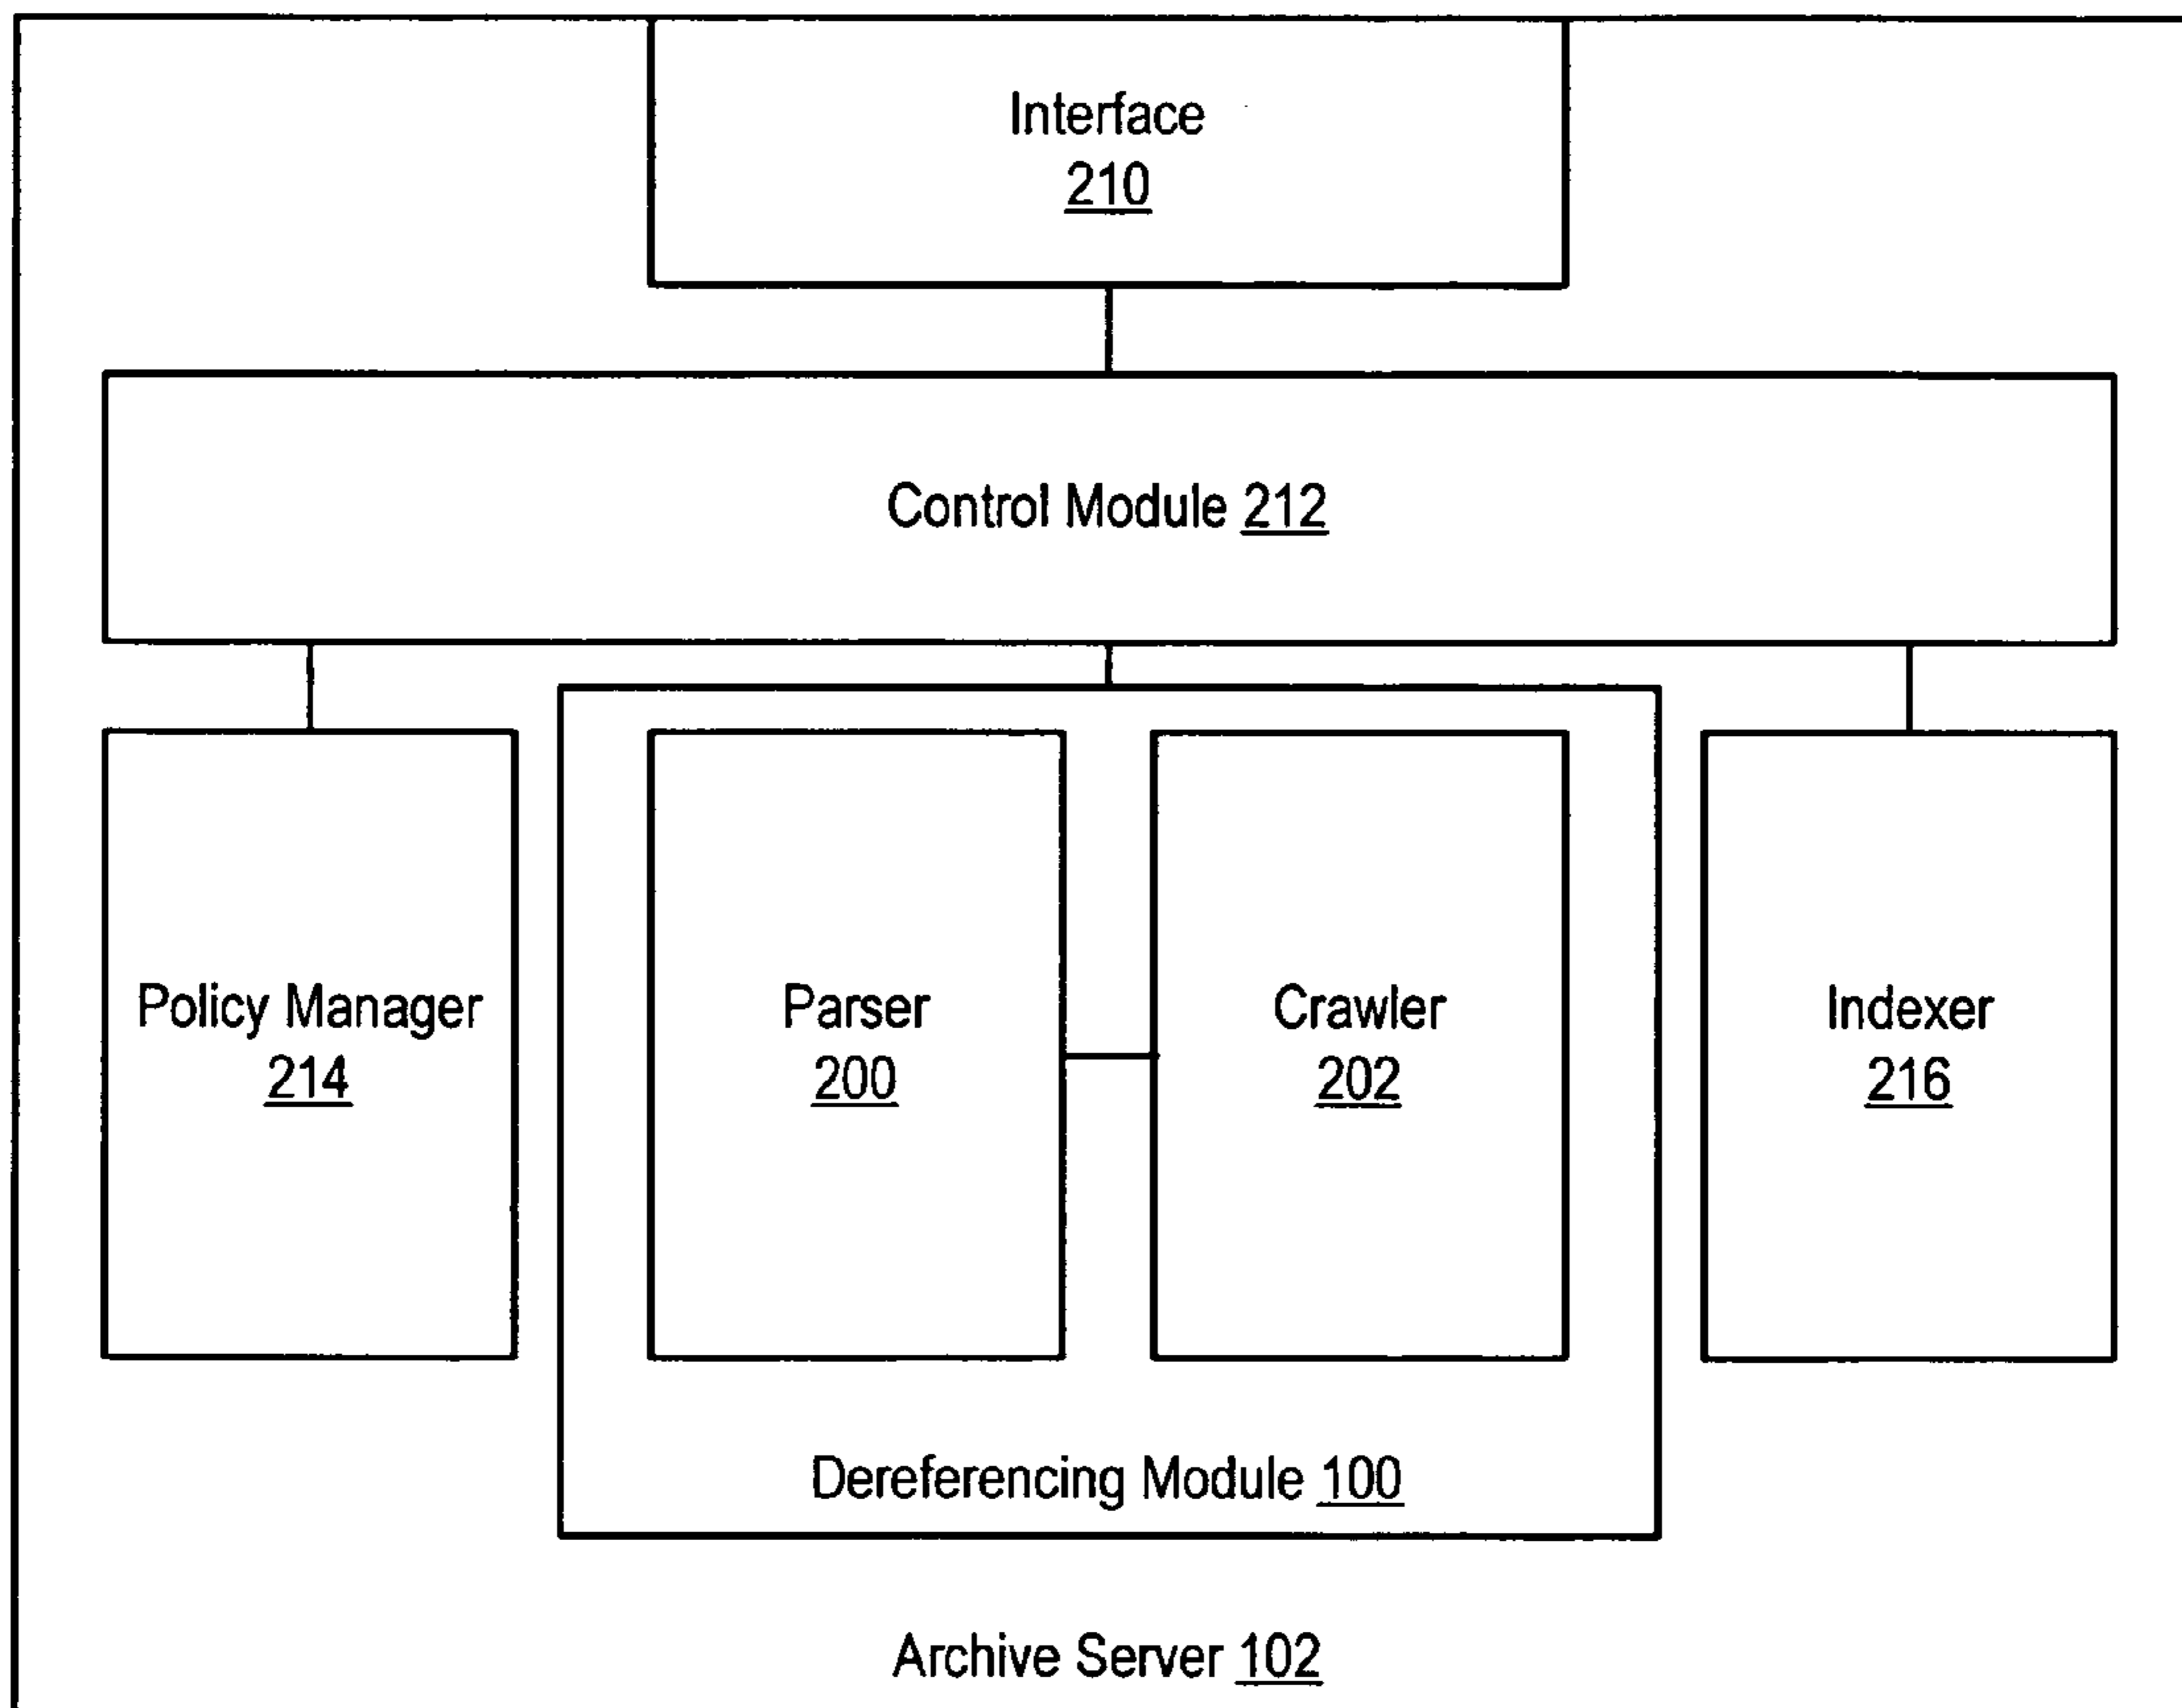 Interface
210
Control Module 212
Policy Manager
214
Parser
200
Crawler
202
Indexer
216
Dereferencing Module 100
Archive Server 102